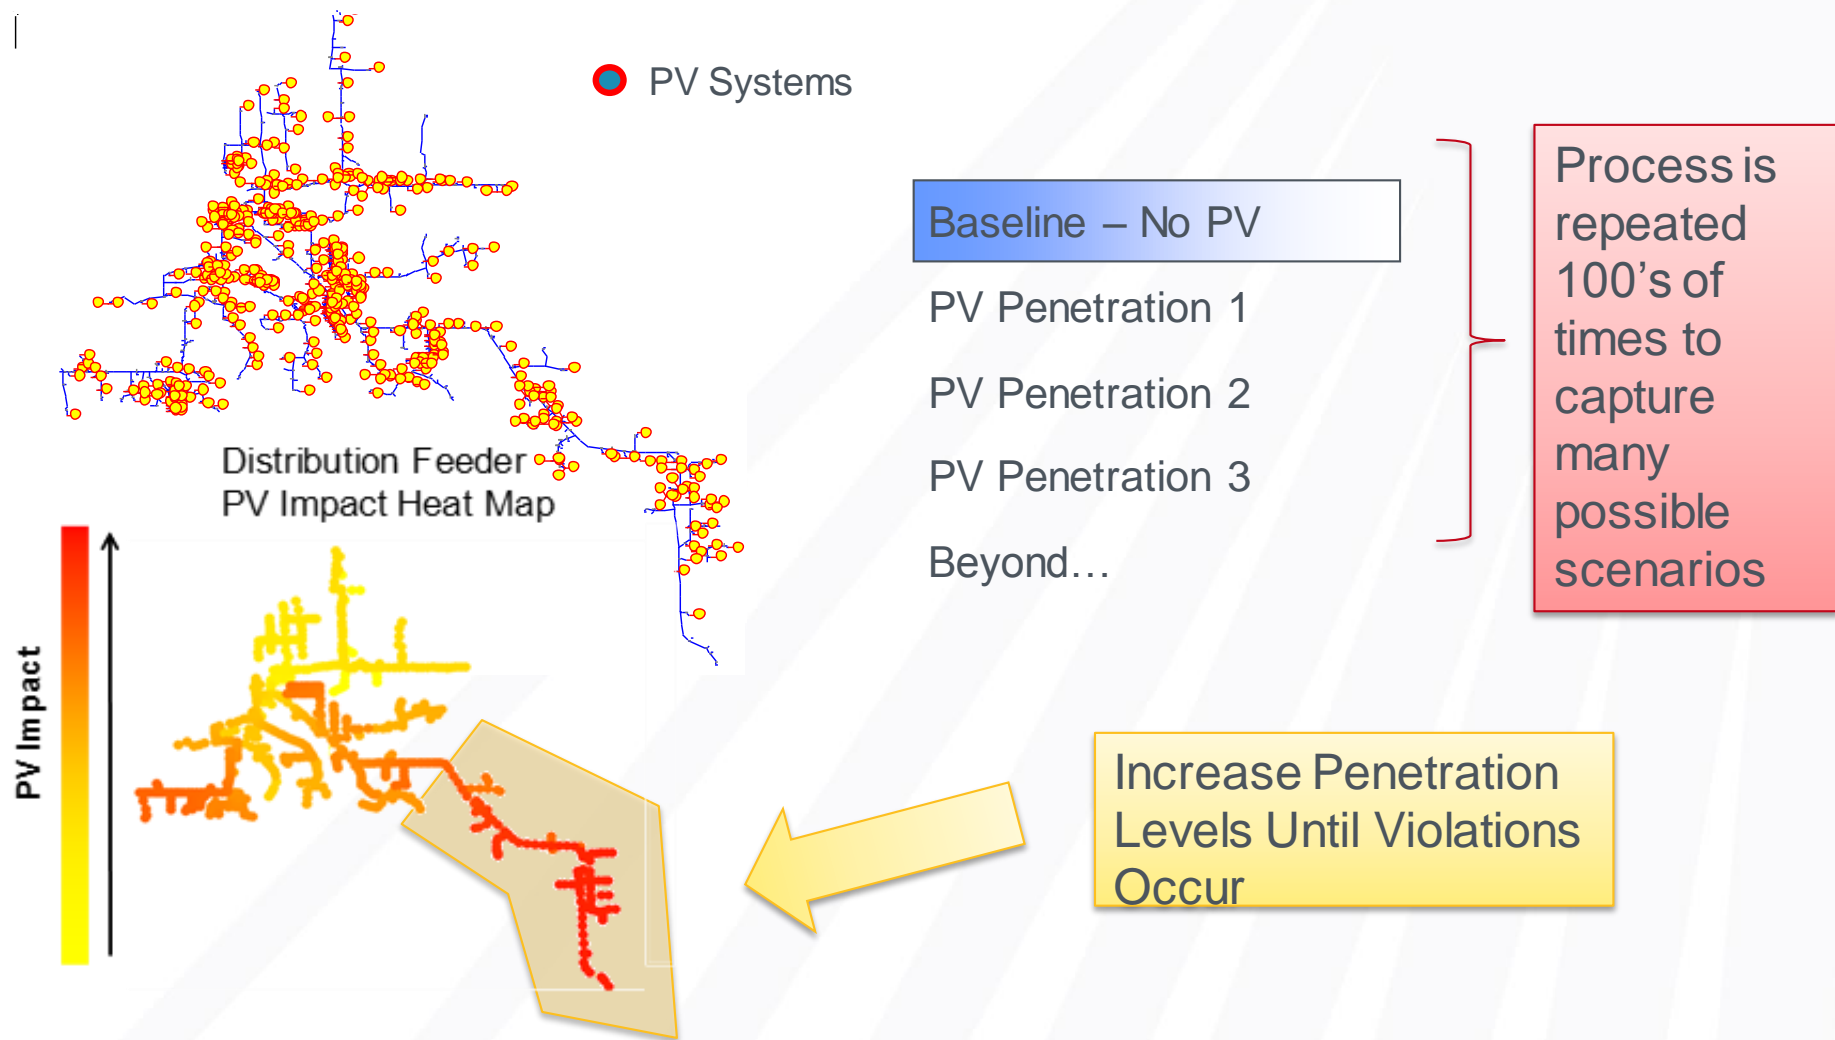 PV Systems
Baseline – No PV
PV Penetration 1
PV Penetration 2
PV Penetration 3
Beyond…
Process is
repeated
100’s of
times to
capture
many
possible
scenarios
Distribution Feeder
PV Impact Heat Map
PV Impact
Increase Penetration
Levels Until Violations
Occur